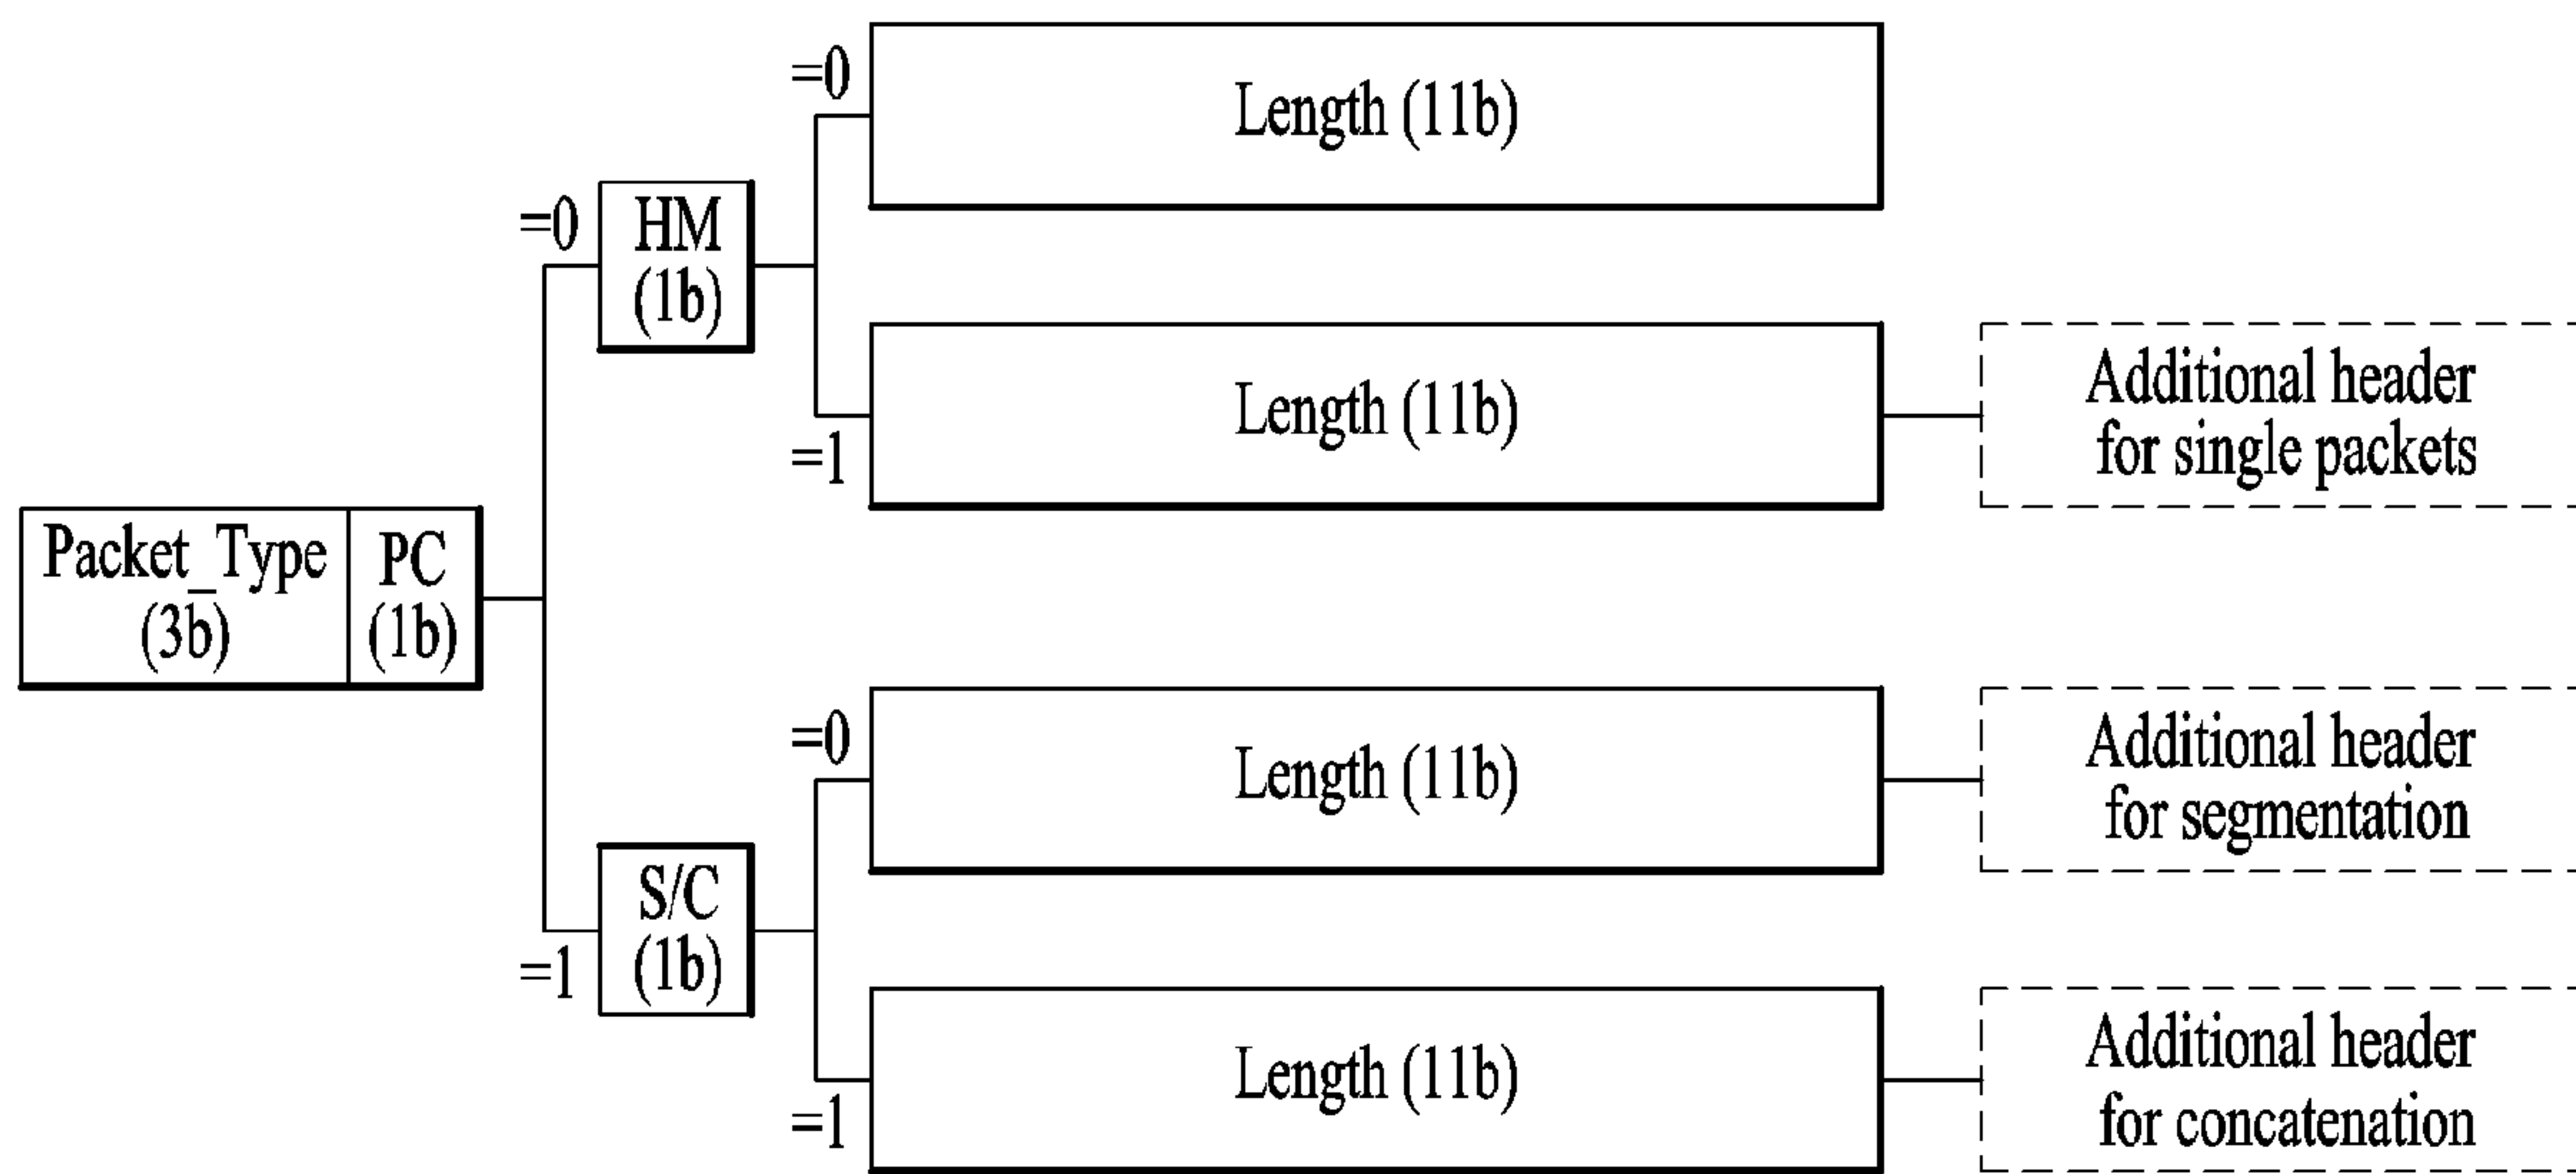 Packet_Type
(3b)
PC
(1b)
=0
HM
(1b)
=0
Length (11b)
=1
Length (11b)
Additional header
for single packets
=1
S/C
(1b)
=0
Length (11b)
Additional header
for segmentation
=1
Length (11b)
Additional header
for concatenation